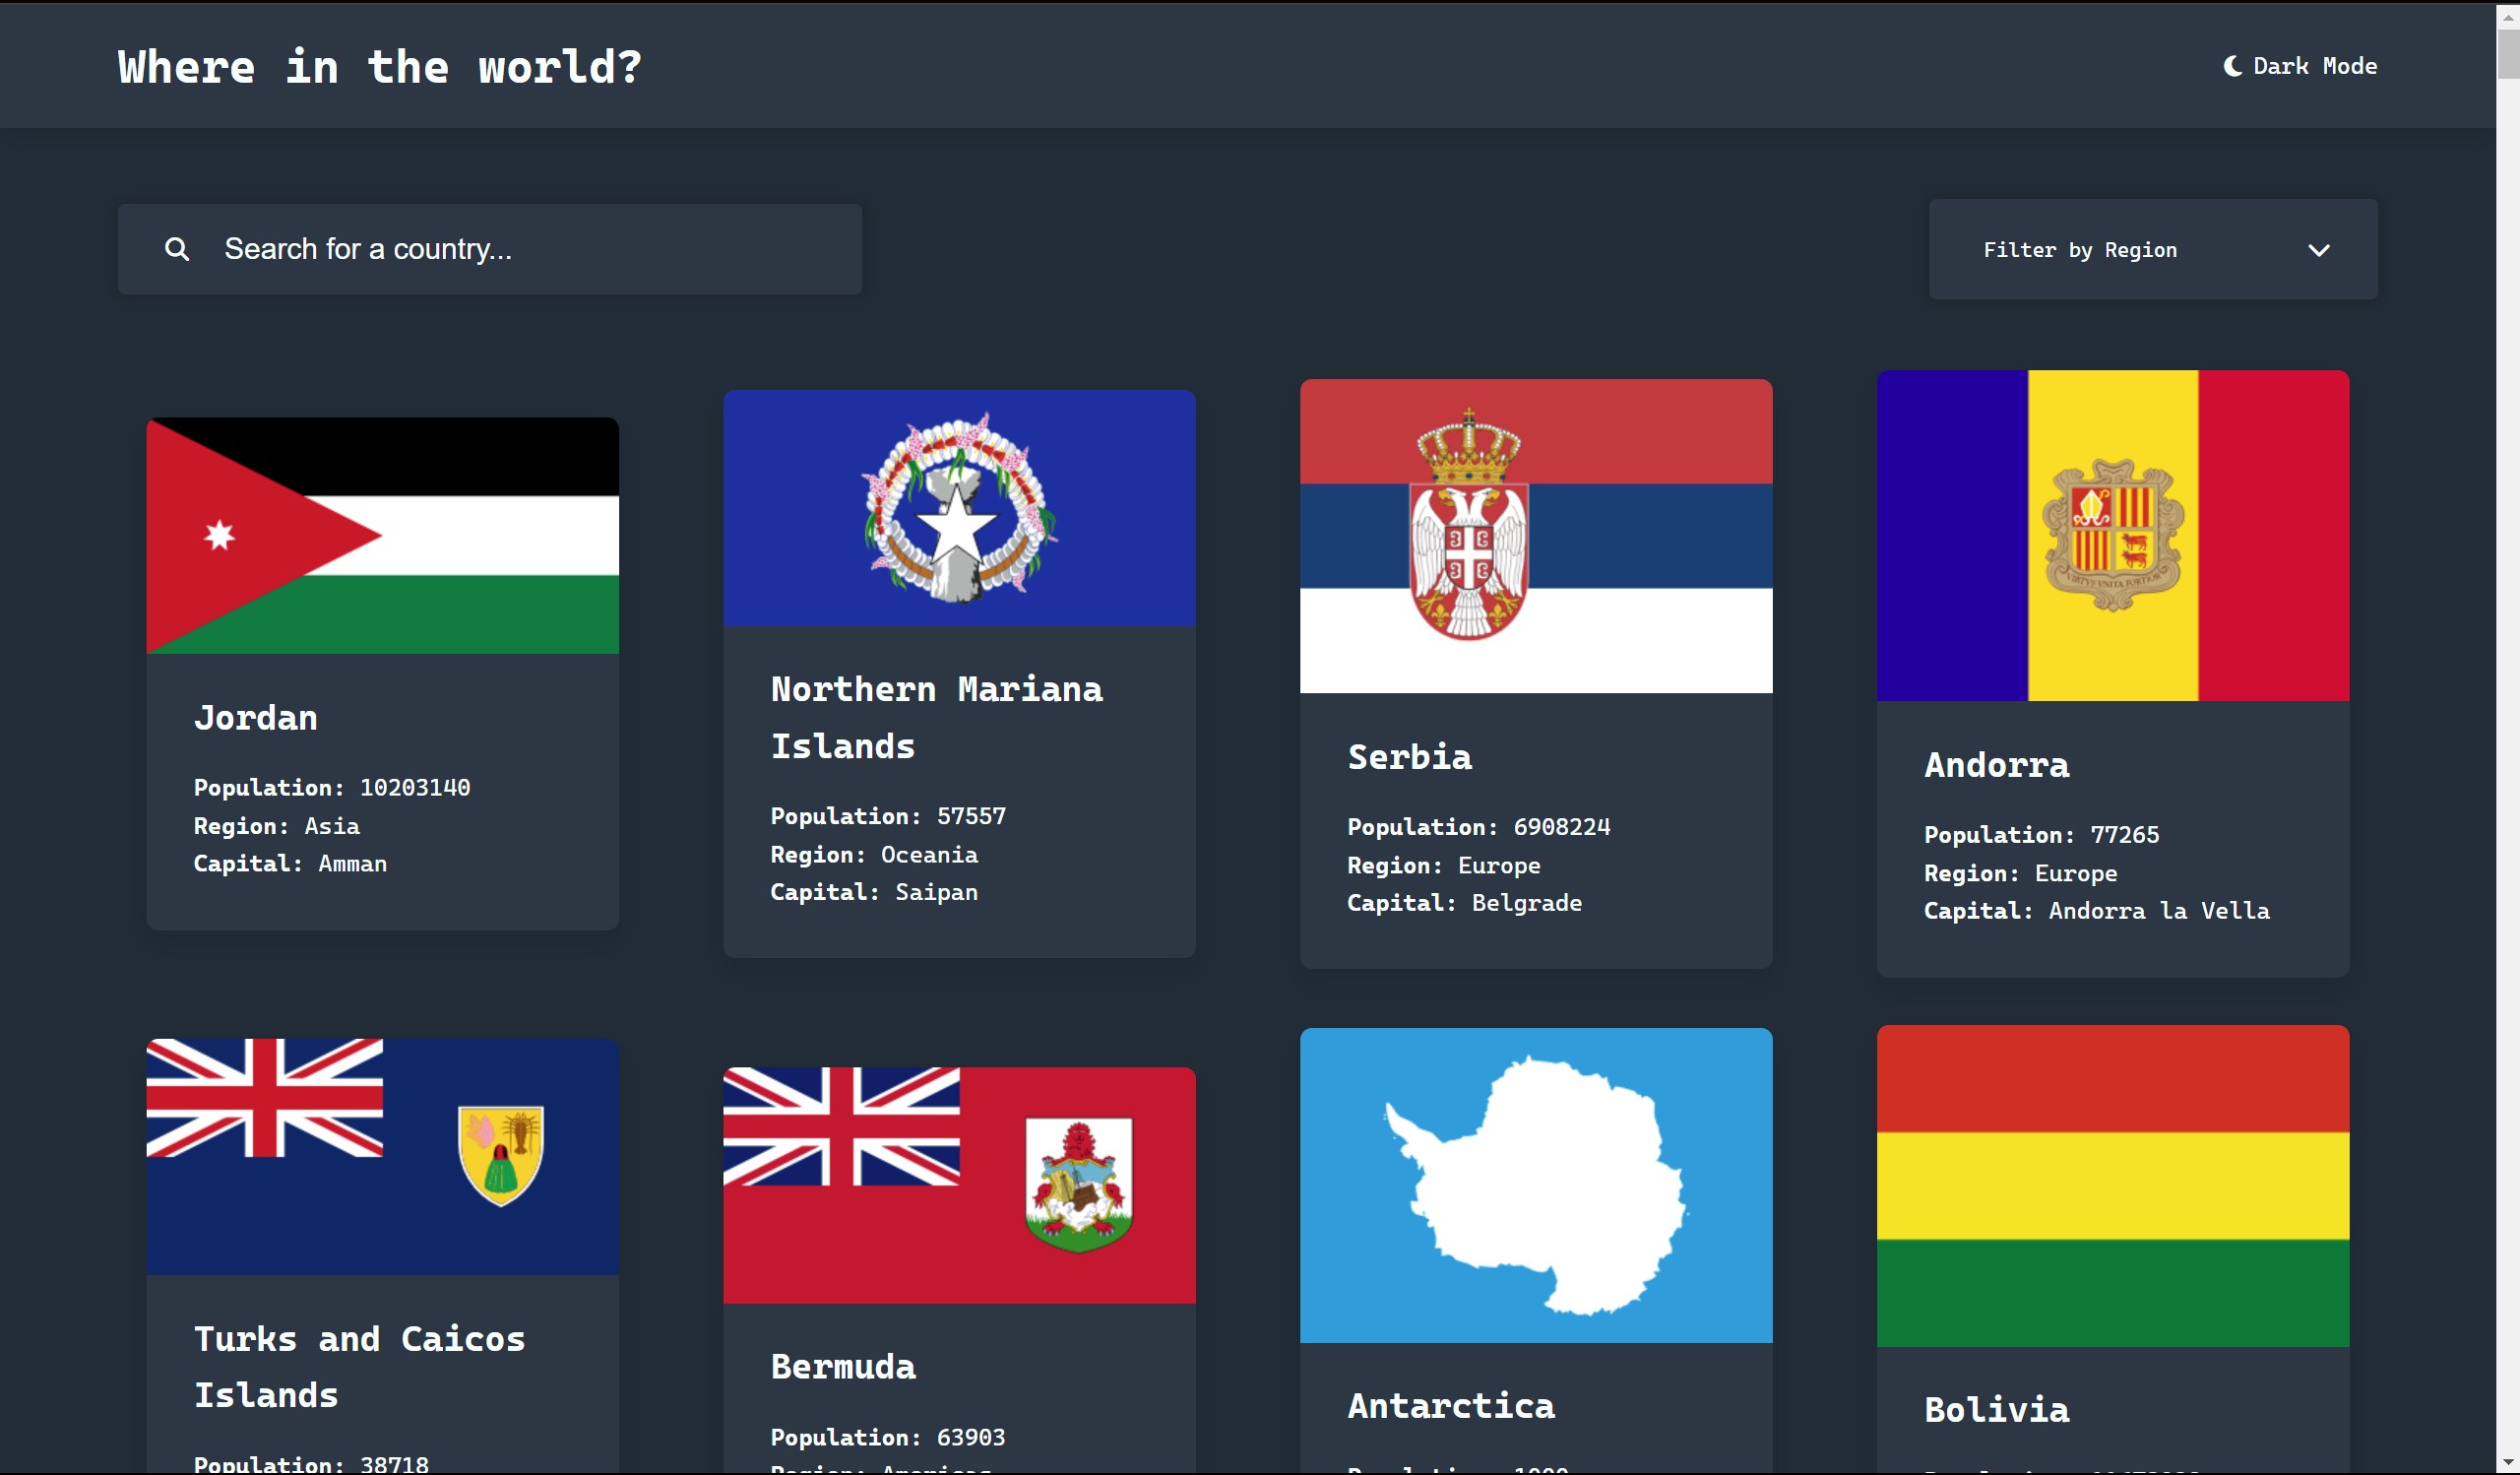 Where in the world?
Dark Mode
Search for a country...
Filter by Region
Jordan
Population: 10203140
Region: Asia
Capital: Amman
Northern Mariana
Islands
Population: 57557
Region: Oceania
Capital: Saipan
Serbia
Population: 6908224
Region: Europe
Capital: Belgrade
VIRTVS UNITA FORTIOR
Andorra
Population: 77265
Region: Europe
Capital: Andorra la Vella
Turks and Caicos
Islands
Population: 38718
Bermuda
Population: 63903
Region: Americas
Antarctica
Population: 1000
Bolivia